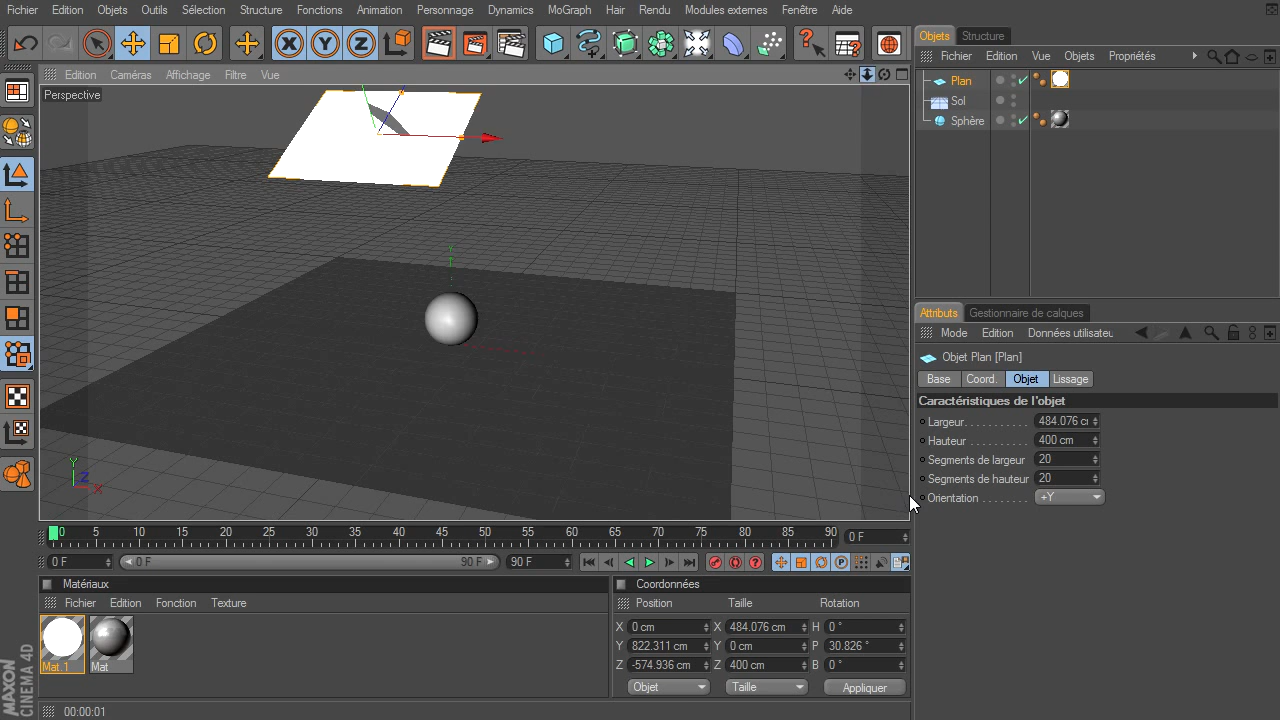 Fichier Edition Objets Outils Sélection Structure Fonctions Animation Personnage Dynamics MoGraph Hair Rendu Modules externes Fenêtre Aide
Edition Caméras Affichage Filtre Vue
Perspective
Y
Y
Z
X
0 5 10 15 20 25 30 35 40 45 50 55 60 65 70 75 80 85 90
0 F
0 F
0 F
90 F
90 F
Matériaux
Fichier Edition Fonction Texture
Mat.1
Mat
Coordonnées
Position Taille Rotation
X 0 cm X 484.076 cm H 0 °
Y 822.311 cm Y 0 cm P 30.826 °
Z -574.936 cm Z 400 cm B 0 °
Objet Taille Appliquer
MAXON
CINEMA 4D
00:00:01
Objets Structure
Fichier Edition Vue Objets Propriétés
Plan
Sol
Sphère
Attributs Gestionnaire de calques
Mode Edition Données utilisateu
Objet Plan [Plan]
Base Coord. Objet Lissage
Caractéristiques de l'objet
Largeur. . . . . . . . . . 484.076 c
Hauteur . . . . . . . . . 400 cm
Segments de largeur 20
Segments de hauteur 20
Orientation . . . . . . . +Y